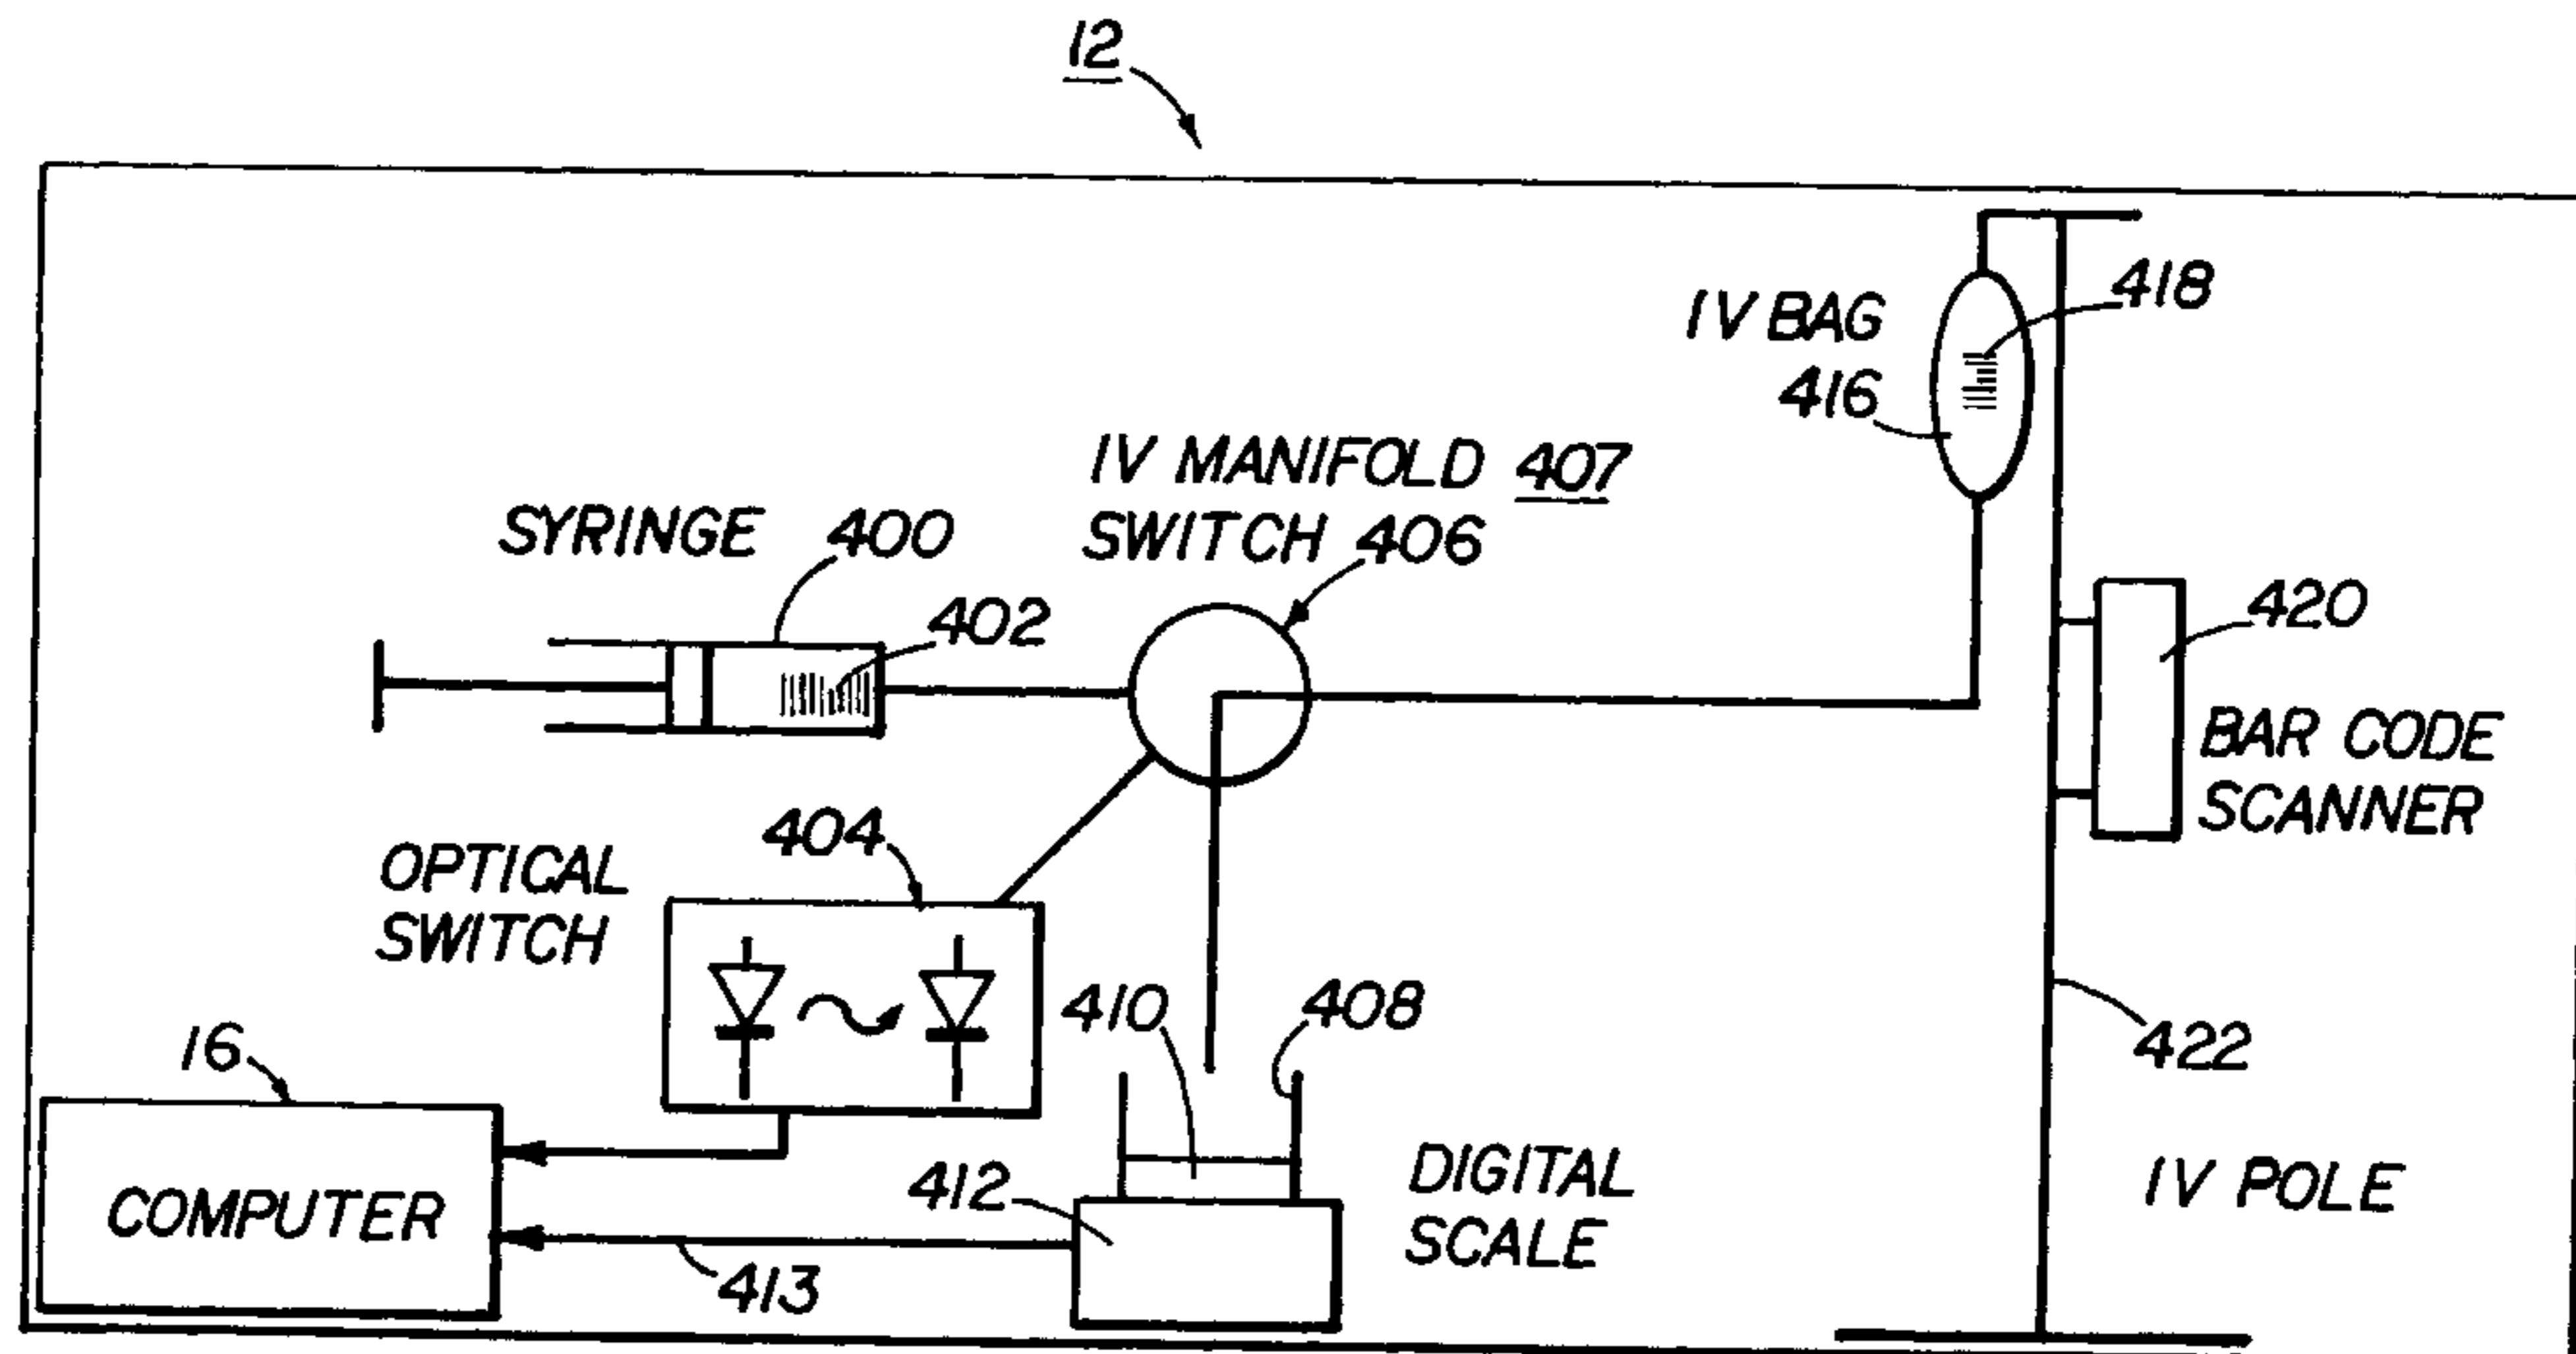 12
IV BAG
418
416
IV MANIFOLD 407
SWITCH 406
SYRINGE 400
402
420
BAR CODE
SCANNER
404
OPTICAL
SWITCH
410
408
422
16
COMPUTER
412
413
DIGITAL
SCALE
IV POLE